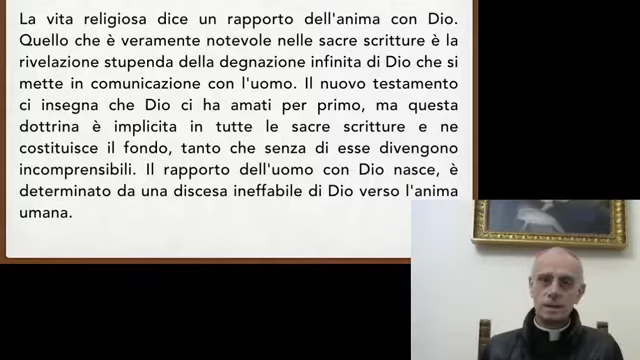 La vita religiosa dice un rapporto dell'anima con Dio.
Quello che è veramente notevole nelle sacre scritture è la
rivelazione stupenda della degnazione infinita di Dio che si
mette in comunicazione con l'uomo. Il nuovo testamento
ci insegna che Dio ci ha amati per primo, ma questa
dottrina è implicita in tutte le sacre scritture e ne
costituisce il fondo, tanto che senza di esse divengono
incomprensibili. Il rapporto dell'uomo con Dio nasce, è
determinato da una discesa ineffabile di Dio verso l'anima
umana.